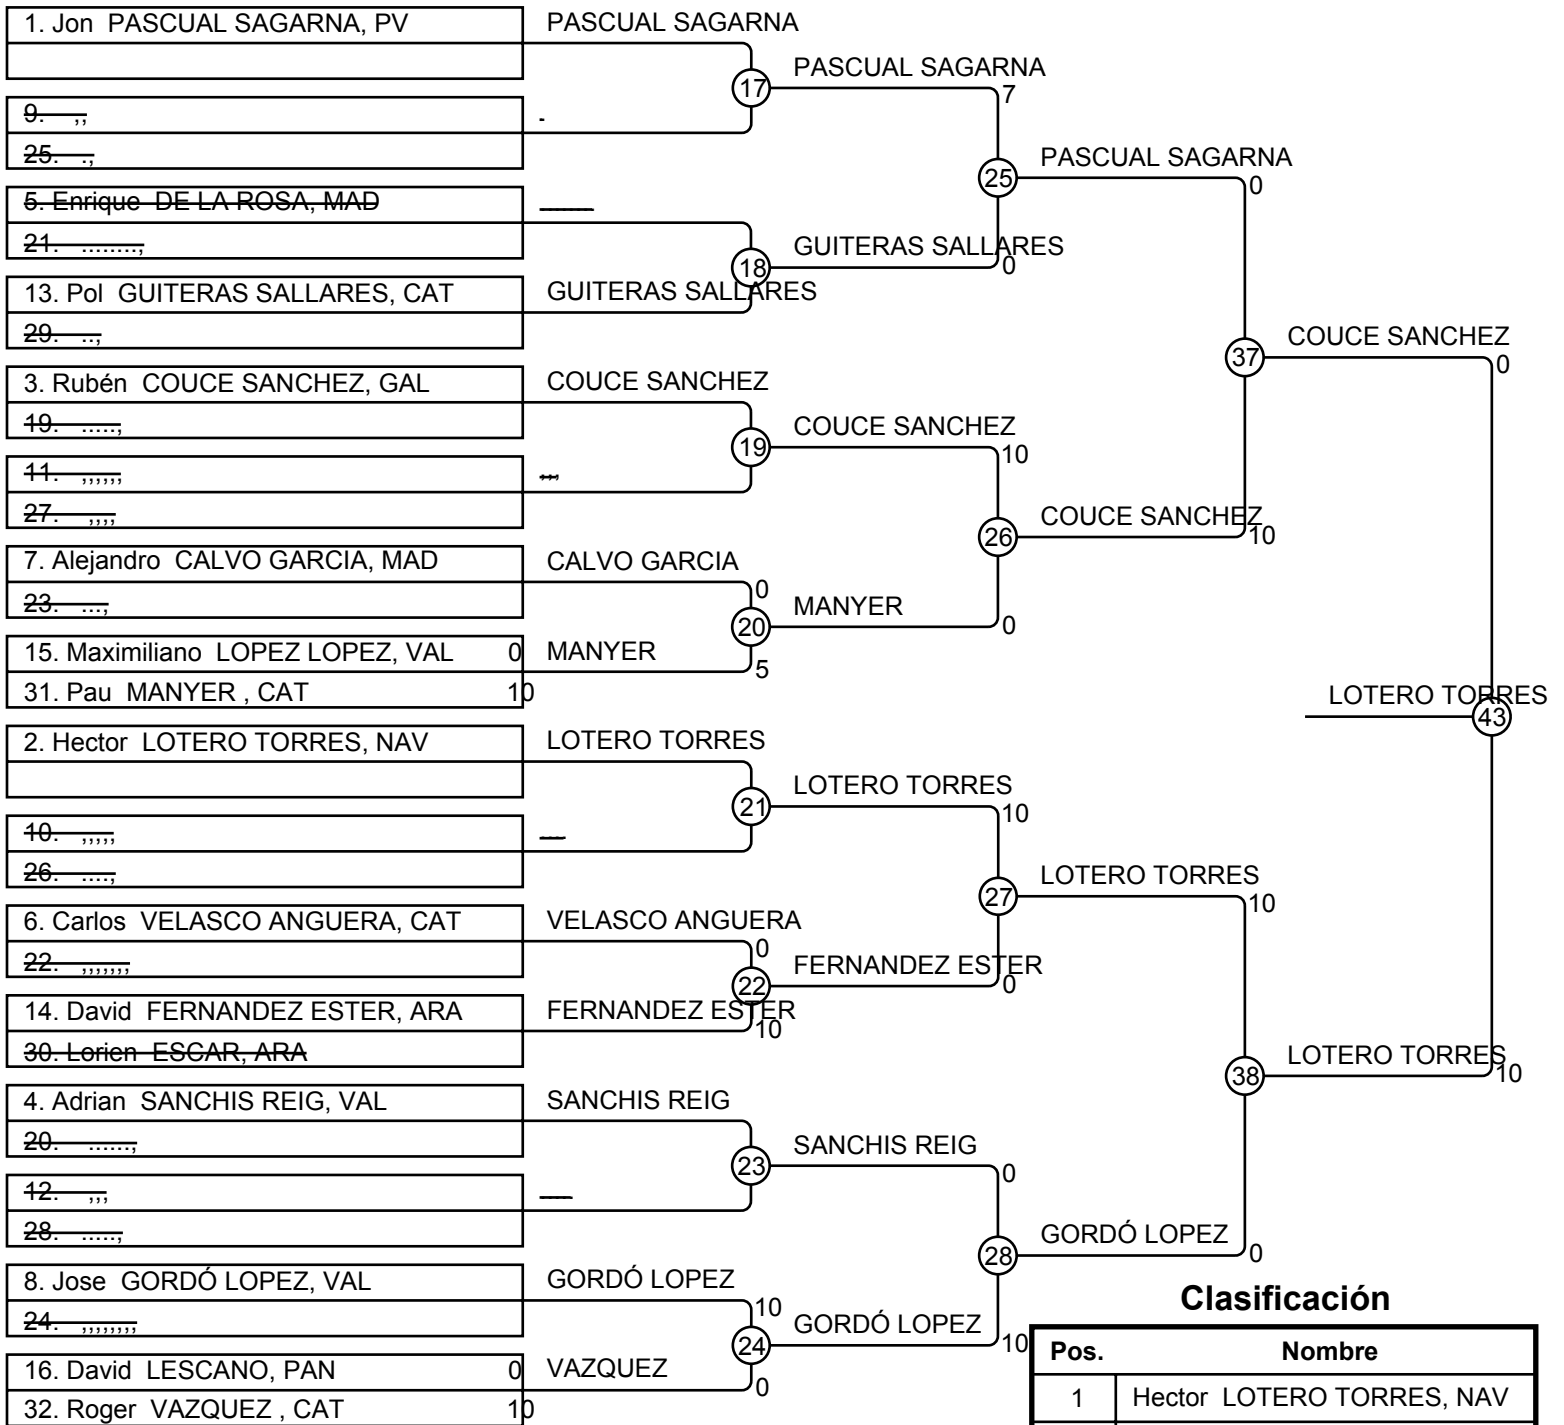 1. Jon PASCUAL SAGARNA, PV
9. ,,
25. .,
5. Enrique DE LA ROSA, MAD
21. ........,
13. Pol GUITERAS SALLARES, CAT
29. ..,
3. Rubén COUCE SANCHEZ, GAL
19. .....,
11. ,,,,,,
27. ,,,,
7. Alejandro CALVO GARCIA, MAD
23. ...,
15. Maximiliano LOPEZ LOPEZ, VAL 0
31. Pau MANYER , CAT 10
2. Hector LOTERO TORRES, NAV
10. ,,,,,
26. ....,
6. Carlos VELASCO ANGUERA, CAT
22. ,,,,,,,
14. David FERNANDEZ ESTER, ARA
30. Lorien ESCAR, ARA
4. Adrian SANCHIS REIG, VAL
20. ......,
12. ,,,
28. .....,
8. Jose GORDÓ LOPEZ, VAL
24. ,,,,,,,,
16. David LESCANO, PAN 0
32. Roger VAZQUEZ , CAT 10
PASCUAL SAGARNA
17
GUITERAS SALLARES
18
COUCE SANCHEZ
19
CALVO GARCIA
0
20
MANYER
5
LOTERO TORRES
21
VELASCO ANGUERA
0
22
FERNANDEZ ESTER
10
SANCHIS REIG
23
GORDÓ LOPEZ
10
24
VAZQUEZ
0
PASCUAL SAGARNA
7
25
GUITERAS SALLARES
0
COUCE SANCHEZ
10
26
MANYER
0
LOTERO TORRES
10
27
FERNANDEZ ESTER
0
SANCHIS REIG
0
28
GORDÓ LOPEZ
10
PASCUAL SAGARNA
0
37
COUCE SANCHEZ
10
LOTERO TORRES
10
38
GORDÓ LOPEZ
0
COUCE SANCHEZ
0
LOTERO TORRES
43
LOTERO TORRES
10
Clasificación
Pos. Nombre
1 Hector LOTERO TORRES, NAV